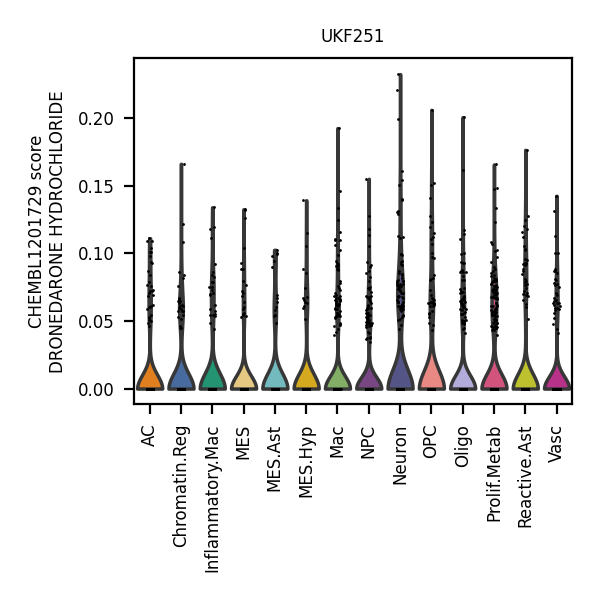 UKF251
CHEMBL1201729 score
DRONEDARONE HYDROCHLORIDE
0.20
0.15
0.10
0.05
0.00
AC
Chromatin.Reg
Inflammatory.Mac
MES
MES.Ast
MES.Hyp
Mac
NPC
Neuron
OPC
Oligo
Prolif.Metab
Reactive.Ast
Vasc